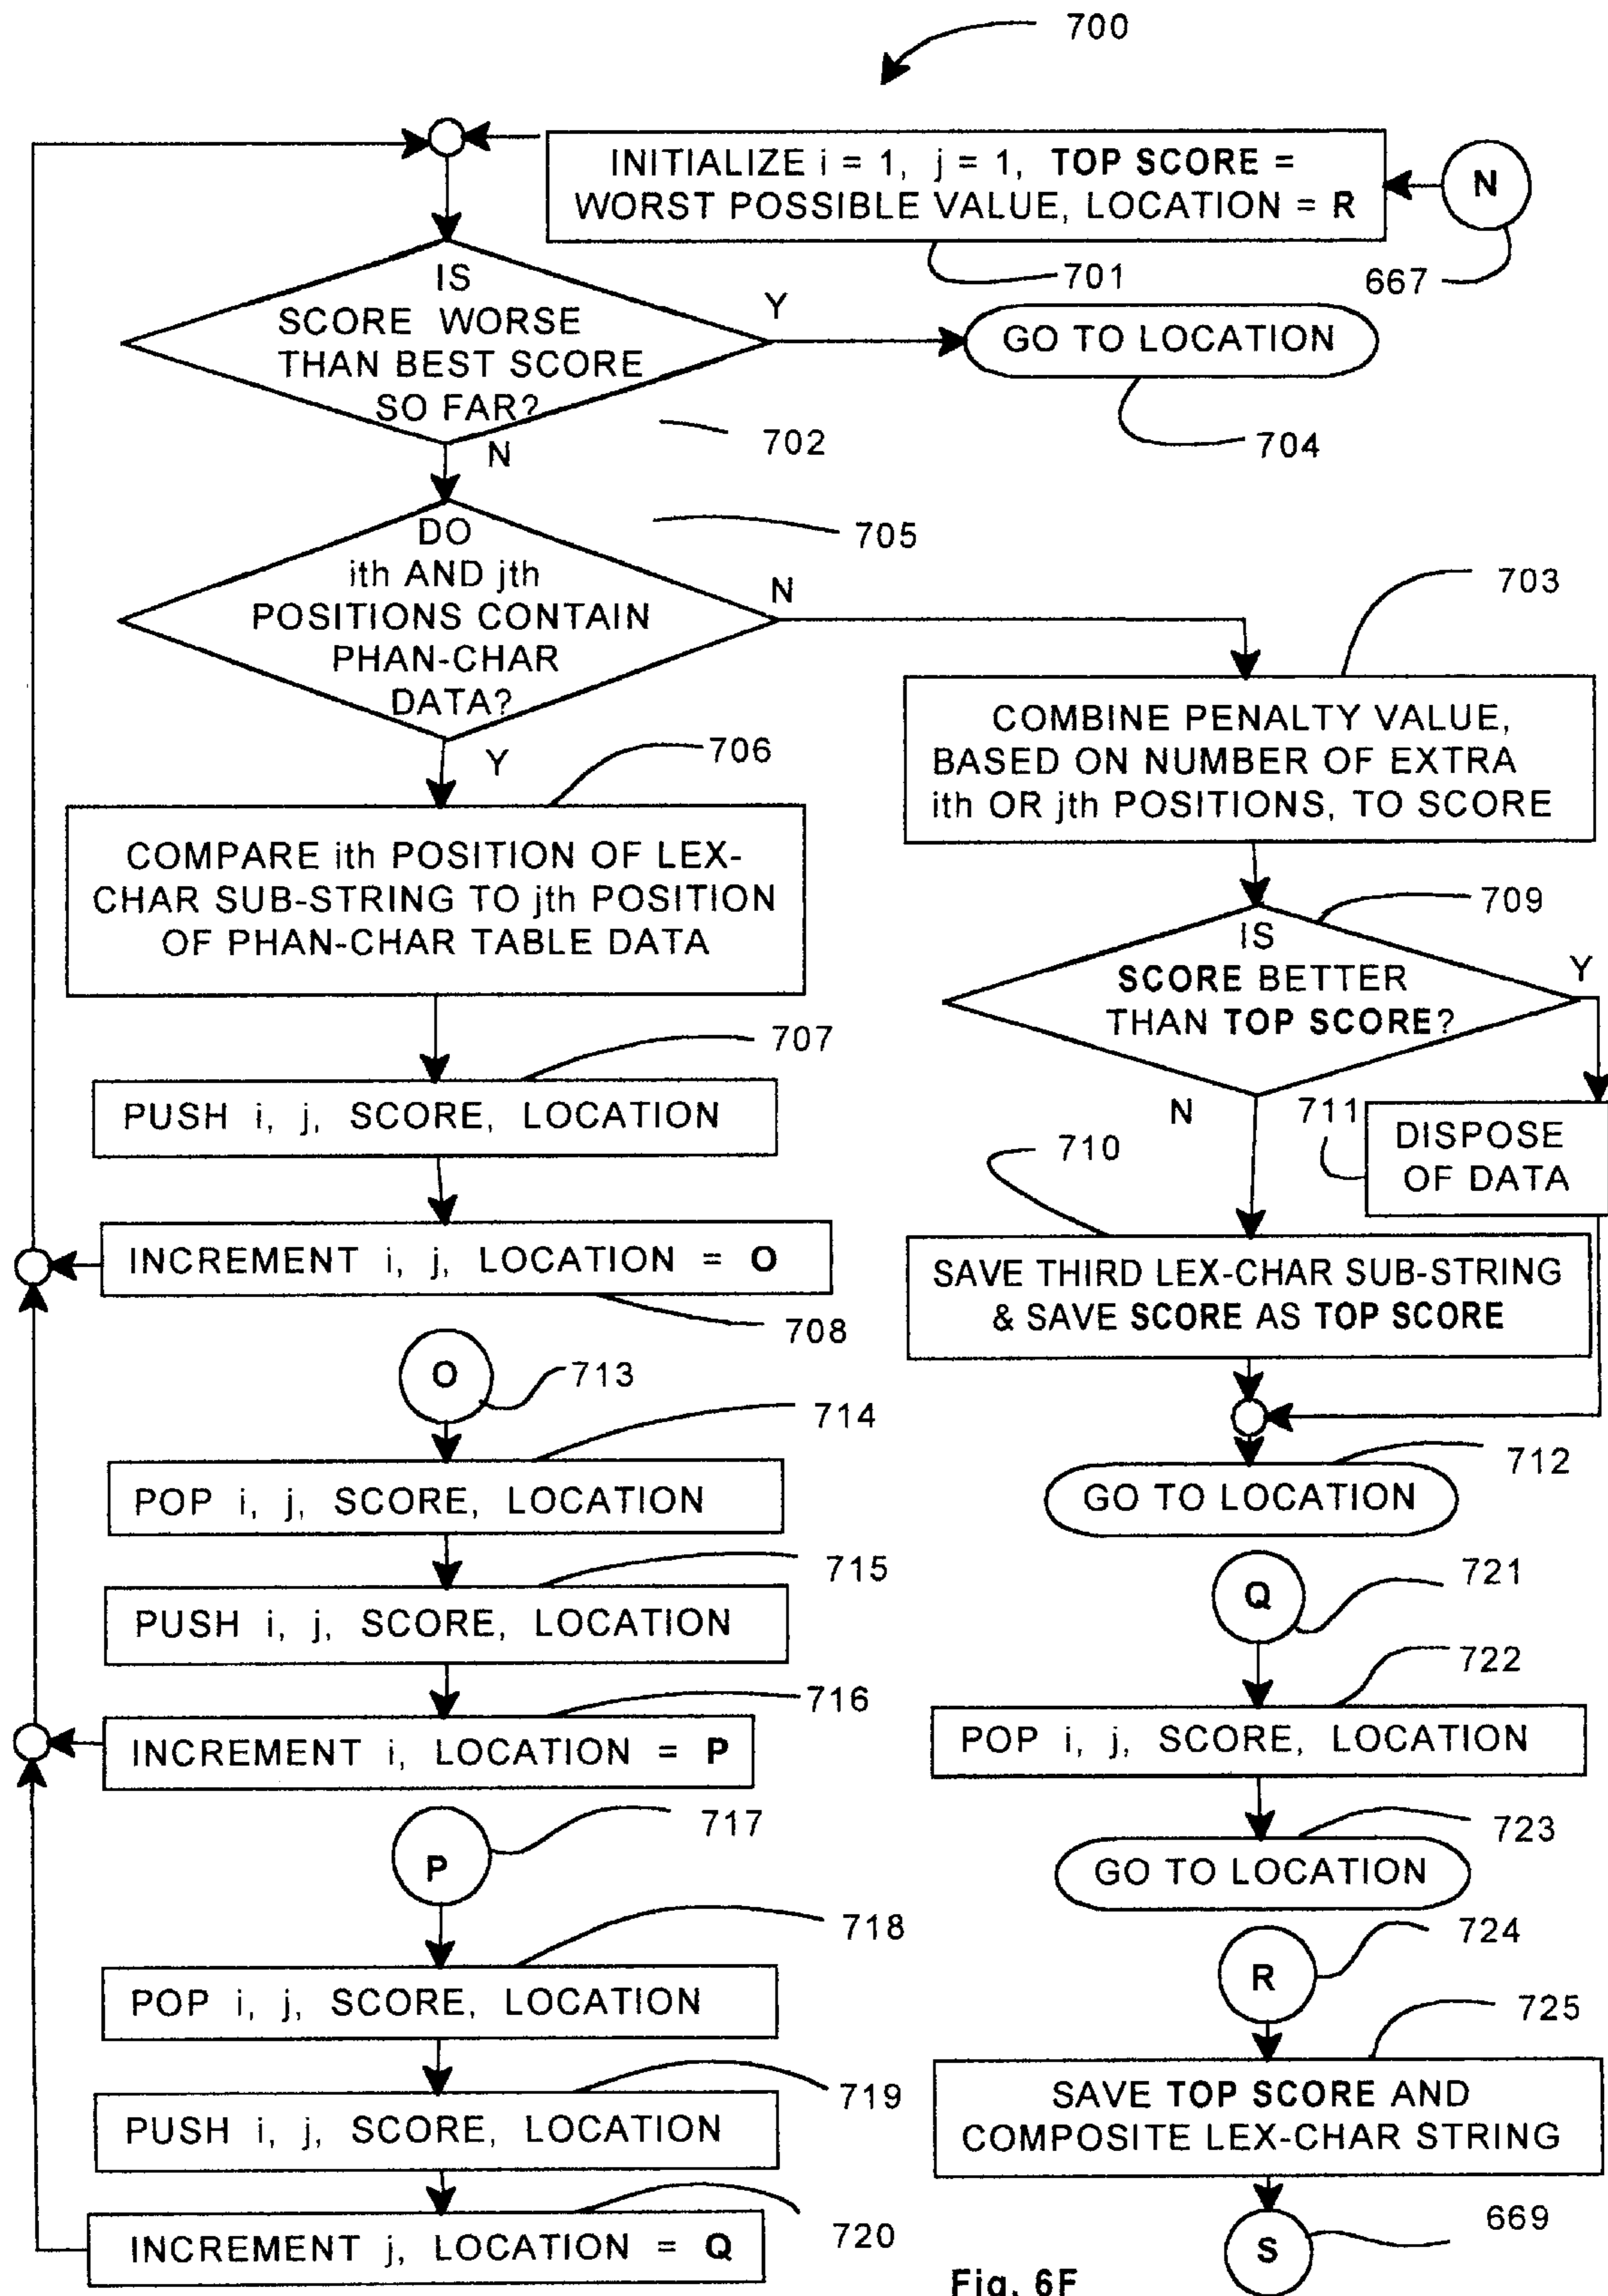 700
INITIALIZE i = 1, j = 1, TOP SCORE =
WORST POSSIBLE VALUE, LOCATION = R
N
701
667
IS
SCORE WORSE
THAN BEST SCORE
SO FAR?
Y
GO TO LOCATION
702
704
N
DO
ith AND jth
POSITIONS CONTAIN
PHAN-CHAR
DATA?
705
N
703
Y
706
COMBINE PENALTY VALUE,
BASED ON NUMBER OF EXTRA
ith OR jth POSITIONS, TO SCORE
COMPARE ith POSITION OF LEX-
CHAR SUB-STRING TO jth POSITION
OF PHAN-CHAR TABLE DATA
709
IS
SCORE BETTER
THAN TOP SCORE?
Y
707
PUSH i, j, SCORE, LOCATION
N
711
DISPOSE
OF DATA
710
INCREMENT i, j, LOCATION = O
708
SAVE THIRD LEX-CHAR SUB-STRING
& SAVE SCORE AS TOP SCORE
O
713
714
712
POP i, j, SCORE, LOCATION
GO TO LOCATION
715
PUSH i, j, SCORE, LOCATION
Q
721
722
716
INCREMENT i, LOCATION = P
POP i, j, SCORE, LOCATION
P
717
723
GO TO LOCATION
718
POP i, j, SCORE, LOCATION
R
724
725
719
PUSH i, j, SCORE, LOCATION
SAVE TOP SCORE AND
COMPOSITE LEX-CHAR STRING
720
INCREMENT j, LOCATION = Q
S
669
Fig. 6F